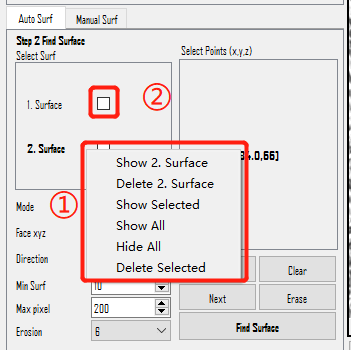 Auto Surf
Manual Surf
Step 2 Find Surface
Select Surf
Select Points (x,y,z)
1. Surface
②
2. Surface
①
Show 2. Surface
Delete 2. Surface
Show Selected
Show All
Hide All
Delete Selected
4.0,66]
Mode
Face xyz
Direction
Clear
Min Surf
10
Max pixel
200
Next
Erase
Erosion
6
Find Surface